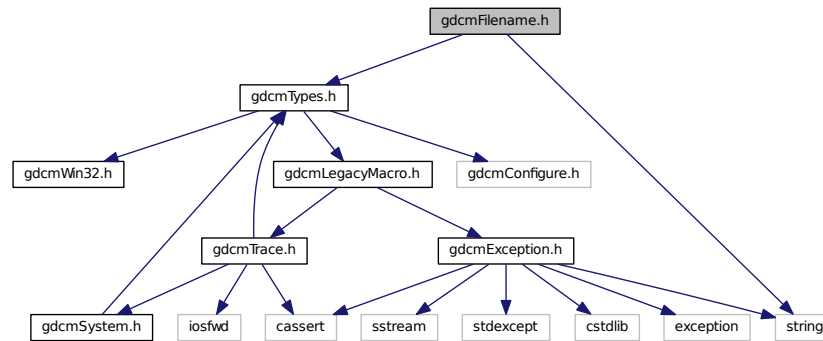 gdcmFilename.h
gdcmTypes.h
gdcmWin32.h
gdcmLegacyMacro.h
gdcmConfigure.h
gdcmTrace.h
gdcmException.h
gdcmSystem.h
iosfwd
cassert
sstream
stdexcept
cstdlib
exception
string